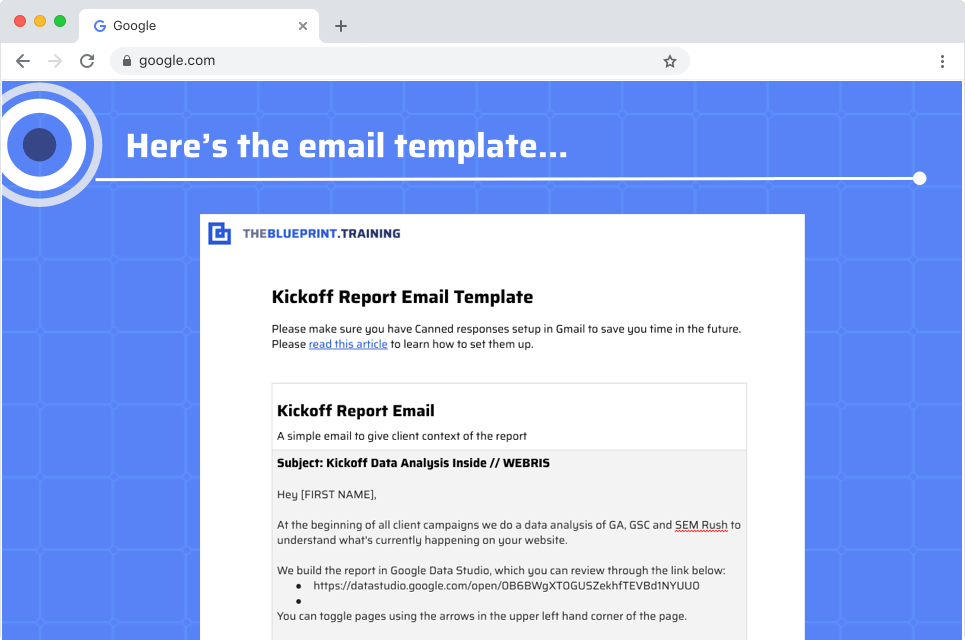 Google
google.com
Here's the email template...
THEBLUEPRINT.TRAINING
Kickoff Report Email Template
Please make sure you have Canned responses setup in Gmail to save you time in the future.
Please read this article to learn how to set them up.
Kickoff Report Email
A simple email to give client context of the report
Subject: Kickoff Data Analysis Inside // WEBRIS
Hey [FIRST NAME],
At the beginning of all client campaigns we do a data analysis of GA, GSC and SEM Rush to
understand what's currently happening on your website.
We build the report in Google Data Studio, which you can review through the link below:
● https://datastudio.google.com/open/0B6BWgXT0GUSZekhfTEVBd1NYUU0
●
You can toggle pages using the arrows in the upper left hand corner of the page.